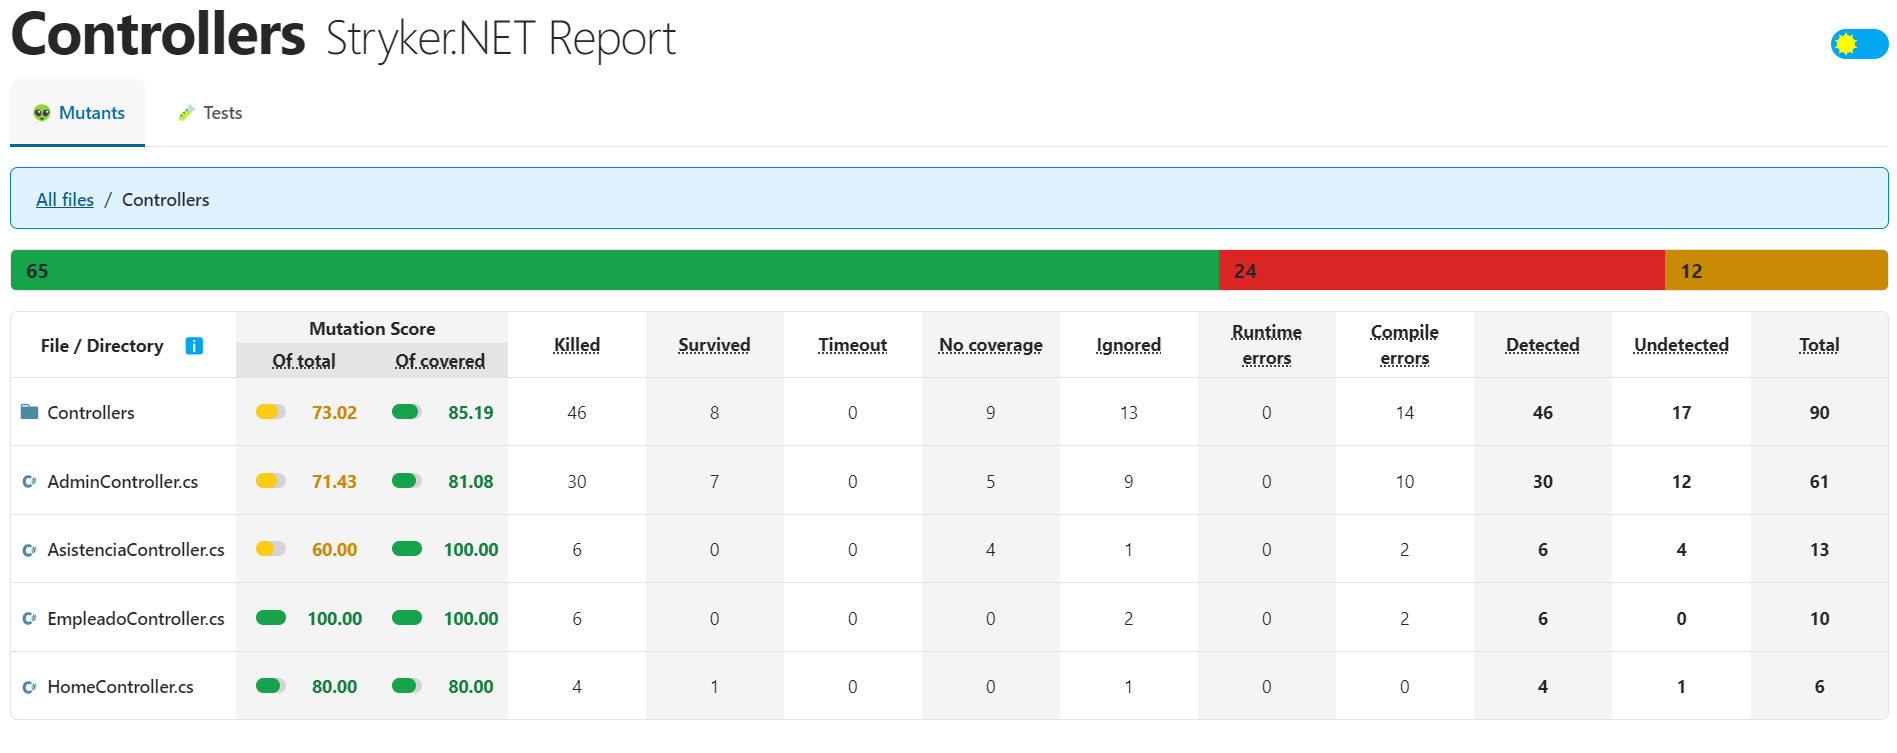 Controllers Stryker.NET Report
Mutants Tests
All files / Controllers
65 24 12
File / Directory Mutation Score Killed Survived Timeout No coverage Ignored Runtime errors Compile errors Detected Undetected Total
Of total Of covered
Controllers 73.02 85.19 46 8 0 9 13 0 14 46 17 90
AdminController.cs 71.43 81.08 30 7 0 5 9 0 10 30 12 61
AsistenciaController.cs 60.00 100.00 6 0 0 4 1 0 2 6 4 13
EmpleadoController.cs 100.00 100.00 6 0 0 0 2 0 2 6 0 10
HomeController.cs 80.00 80.00 4 1 0 0 1 0 0 4 1 6